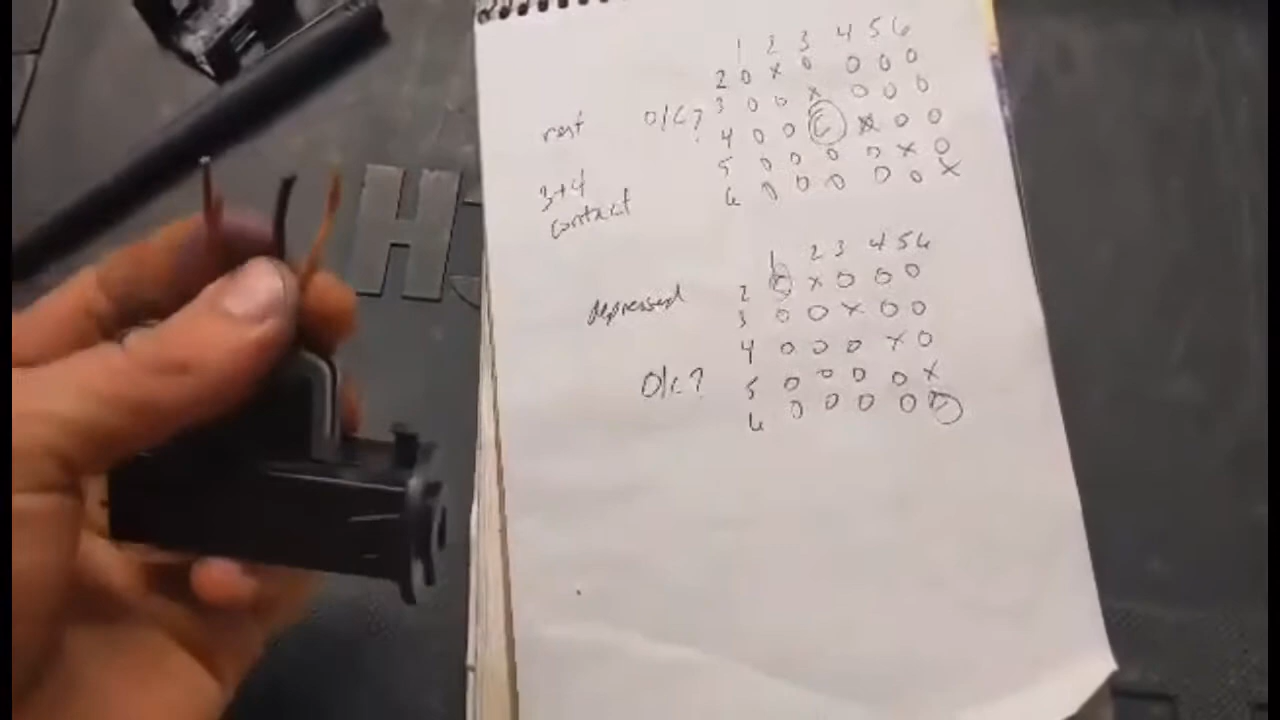 1 2 3 4 5 6
2 0 x 0 0 0 0
rest O/C? 3 0 0 x 0 0 0
4 0 0 C x 0 0
3+4 5 0 0 0 0 x 0
contact 6 0 0 0 0 0 x
1 2 3 4 5 6
depressed 2 C x 0 0 0
3 0 0 x 0 0
4 0 0 0 x 0
O/C? 5 0 0 0 0 x
6 0 0 0 0
H